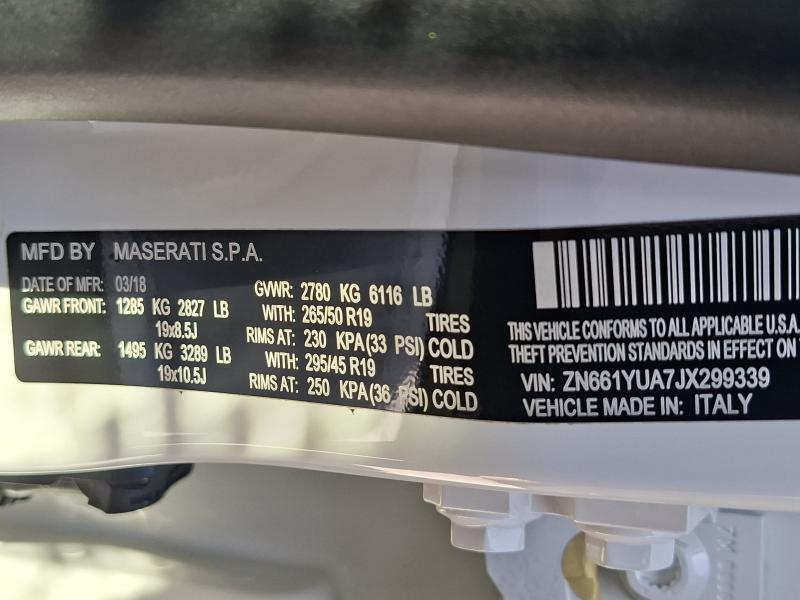 MFD BY MASERATI S.P.A.
DATE OF MFR: 03/18
GVWR: 2780 KG 6116 LB
GAWR FRONT: 1285 KG 2827 LB WITH: 265/50 R19 TIRES
19x8.5J RIMS AT: 230 KPA(33 PSI) COLD
GAWR REAR: 1495 KG 3289 LB WITH: 295/45 R19 TIRES
19x10.5J RIMS AT: 250 KPA(36 PSI) COLD
THIS VEHICLE CONFORMS TO ALL APPLICABLE U.S.A.
THEFT PREVENTION STANDARDS IN EFFECT ON
VIN: ZN661YUA7JX299339
VEHICLE MADE IN: ITALY